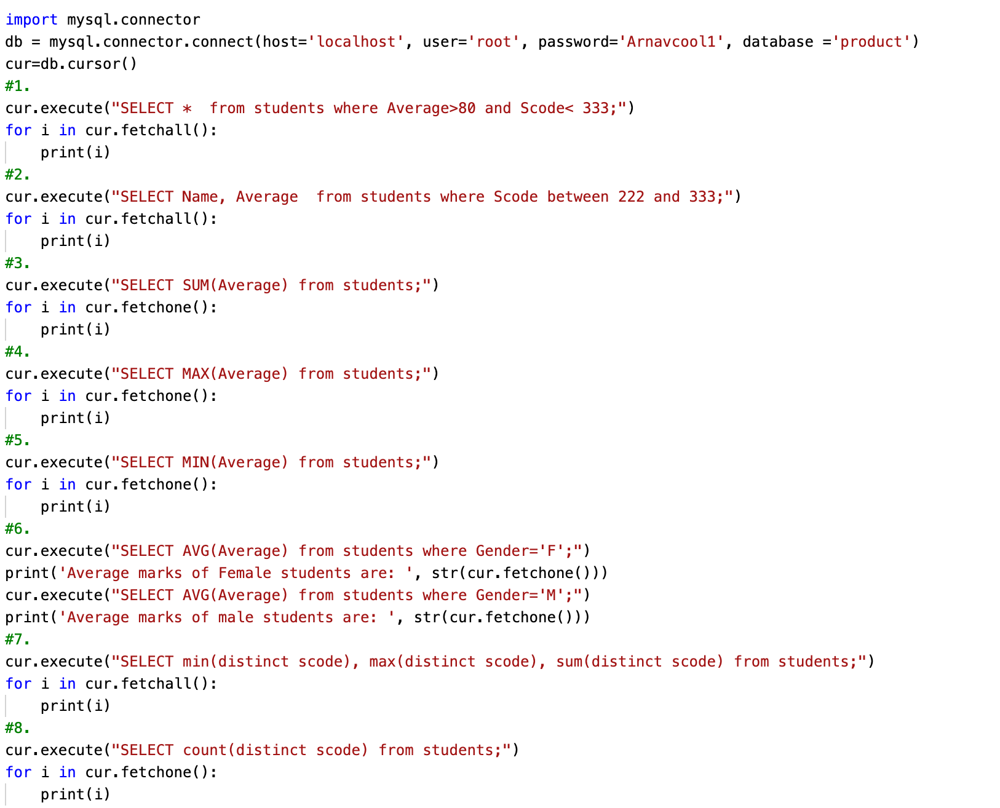 import mysql.connector
db = mysql.connector.connect(host='localhost', user='root', password='Arnavcool1', database ='product')
cur=db.cursor()
#1.
cur.execute("SELECT *  from students where Average>80 and Scode< 333;")
for i in cur.fetchall():
    print(i)
#2.
cur.execute("SELECT Name, Average  from students where Scode between 222 and 333;")
for i in cur.fetchall():
    print(i)
#3.
cur.execute("SELECT SUM(Average) from students;")
for i in cur.fetchone():
    print(i)
#4.
cur.execute("SELECT MAX(Average) from students;")
for i in cur.fetchone():
    print(i)
#5.
cur.execute("SELECT MIN(Average) from students;")
for i in cur.fetchone():
    print(i)
#6.
cur.execute("SELECT AVG(Average) from students where Gender='F';")
print('Average marks of Female students are: ', str(cur.fetchone()))
cur.execute("SELECT AVG(Average) from students where Gender='M';")
print('Average marks of male students are: ', str(cur.fetchone()))
#7.
cur.execute("SELECT min(distinct scode), max(distinct scode), sum(distinct scode) from students;")
for i in cur.fetchall():
    print(i)
#8.
cur.execute("SELECT count(distinct scode) from students;")
for i in cur.fetchone():
    print(i)